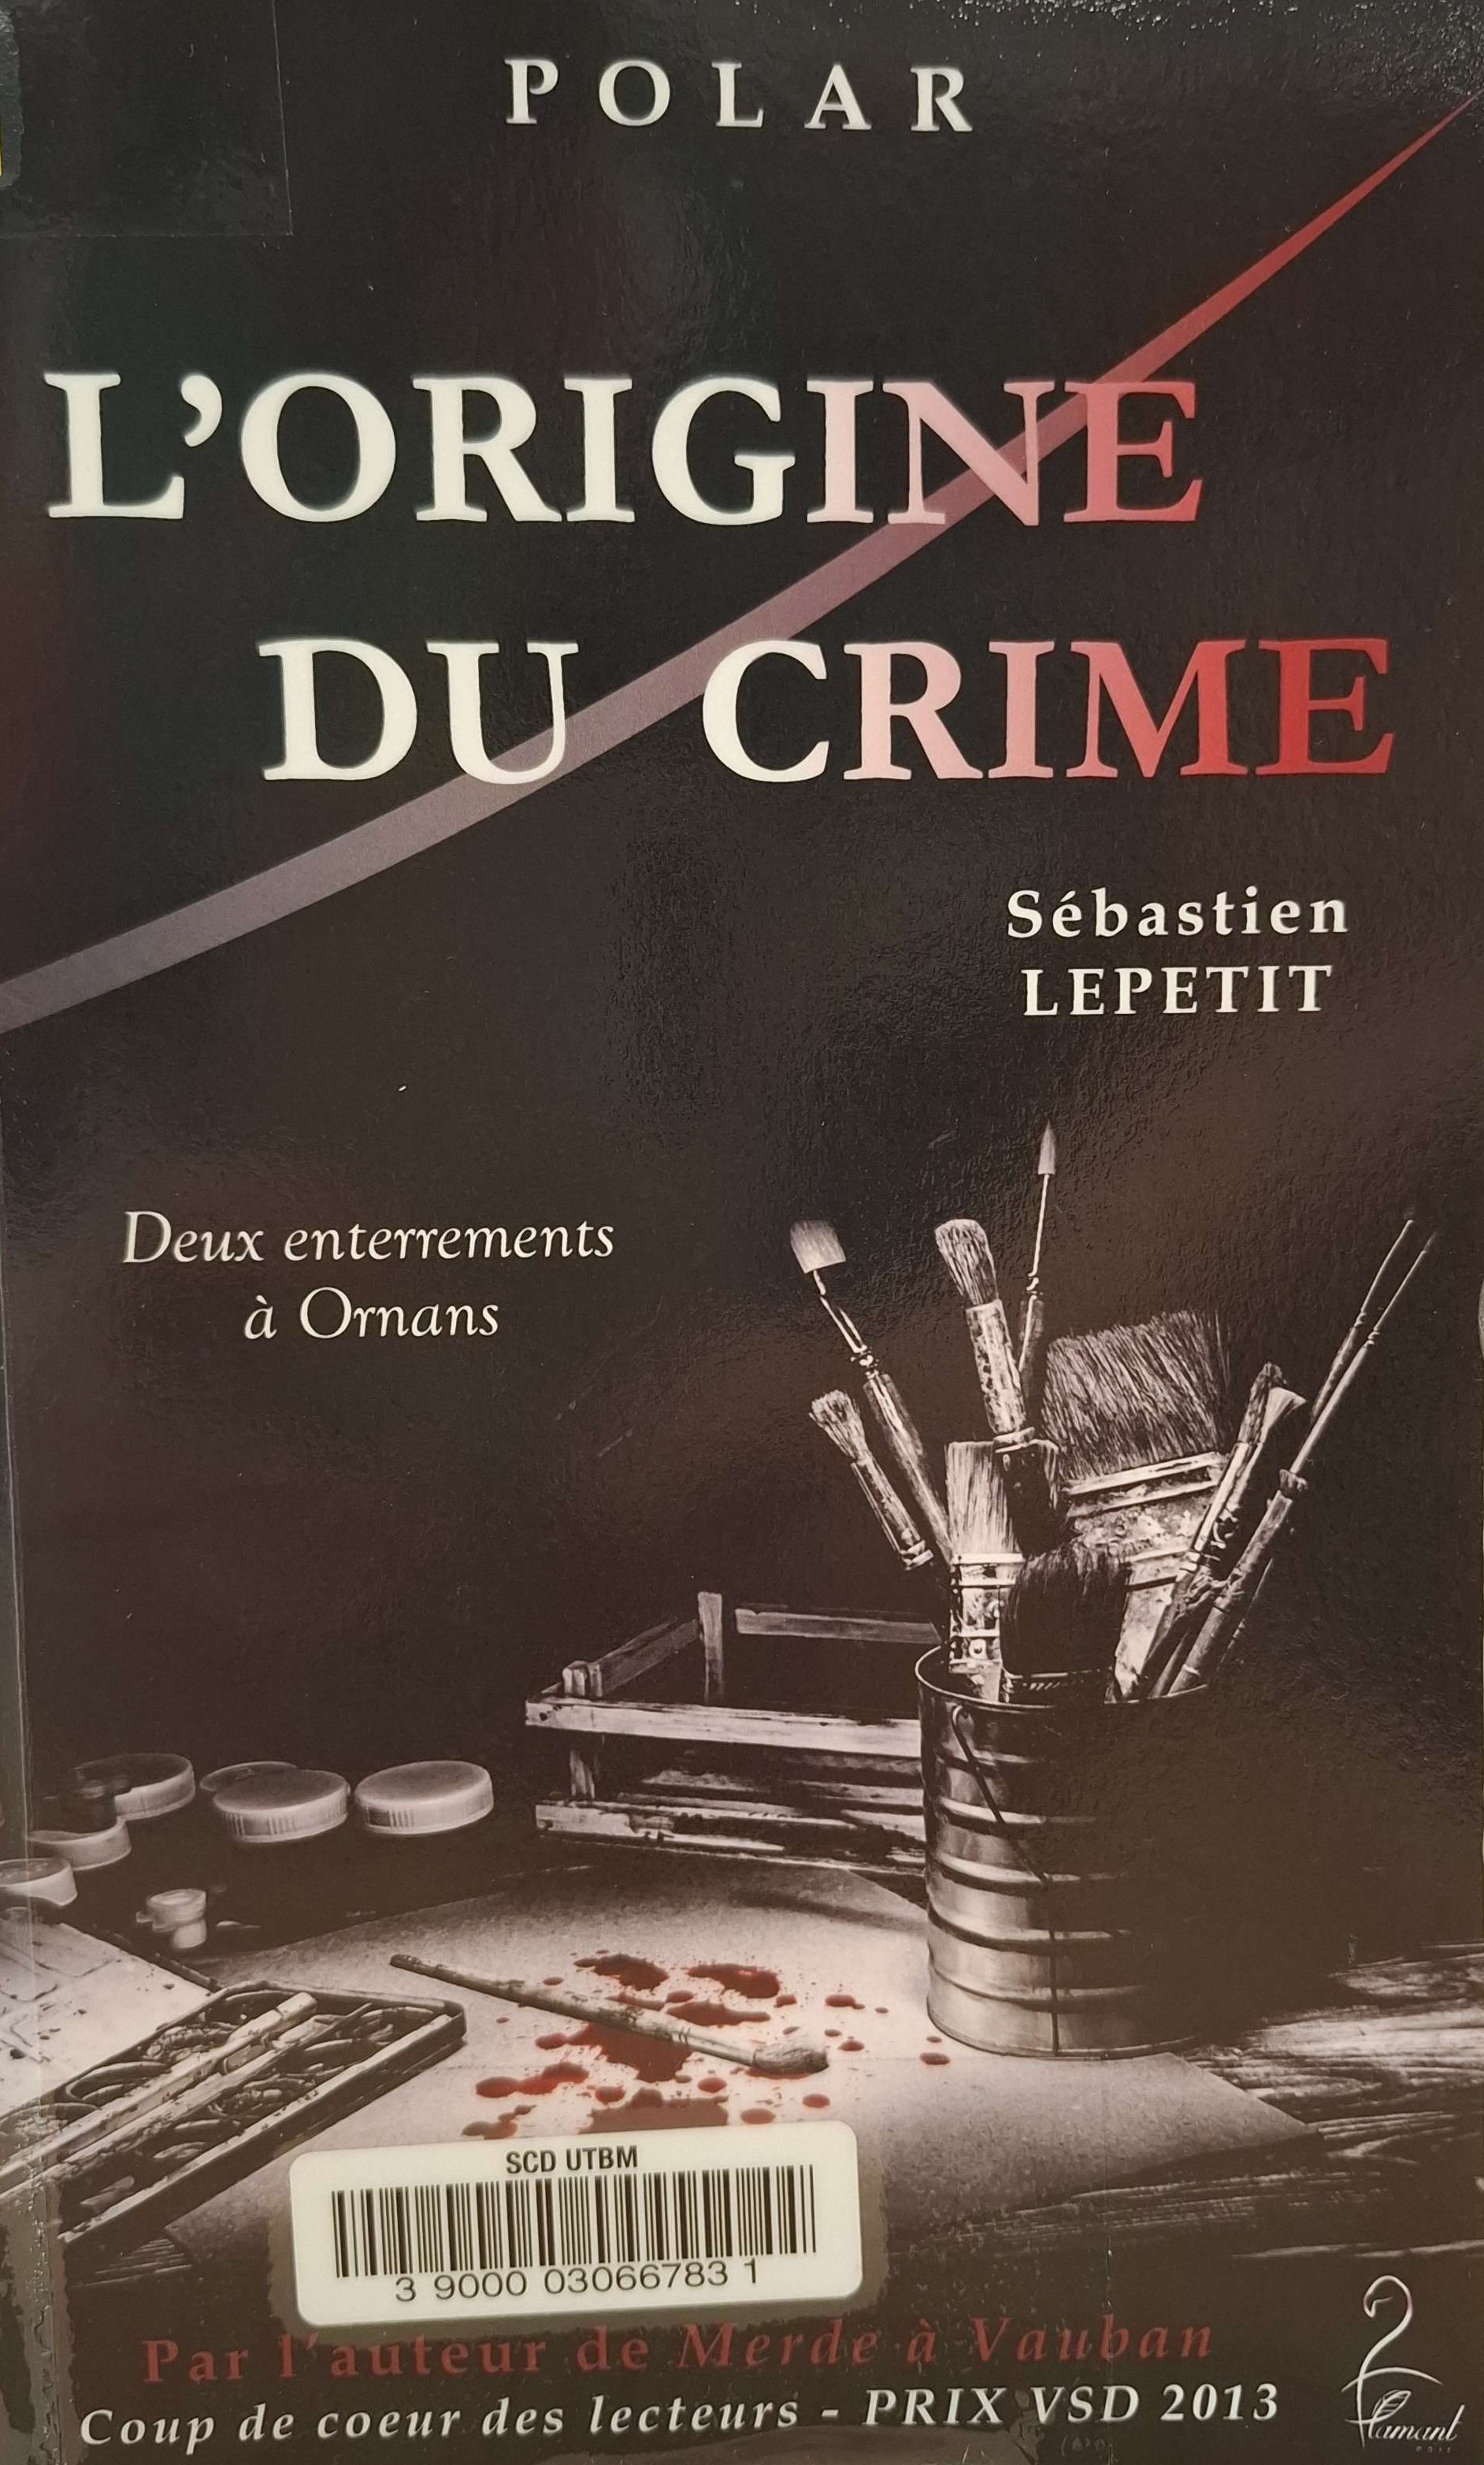 POLAR
L'ORIGINE
DU CRIME
Sébastien
LEPETIT
Deux enterrements
à Ornans
SCD UTBM
3 9000 03066783 1
Par l'auteur de Merde à Vauban
Coup de coeur des lecteurs - PRIX VSD 2013
Flamant